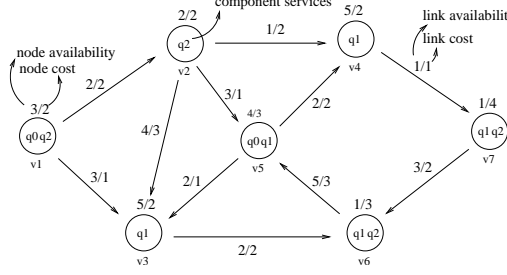 component services
2/2
5/2
link availabilit
node availability
q2
1/2
q1
link cost
node cost
v2
v4
1/1
2/2
3/1
3/2
4/3
2/2
1/4
4/3
q0 q2
q0 q1
q1 q2
v1
v5
v7
3/1
2/1
5/3
3/2
5/2
1/3
q1
q1 q2
v3
2/2
v6